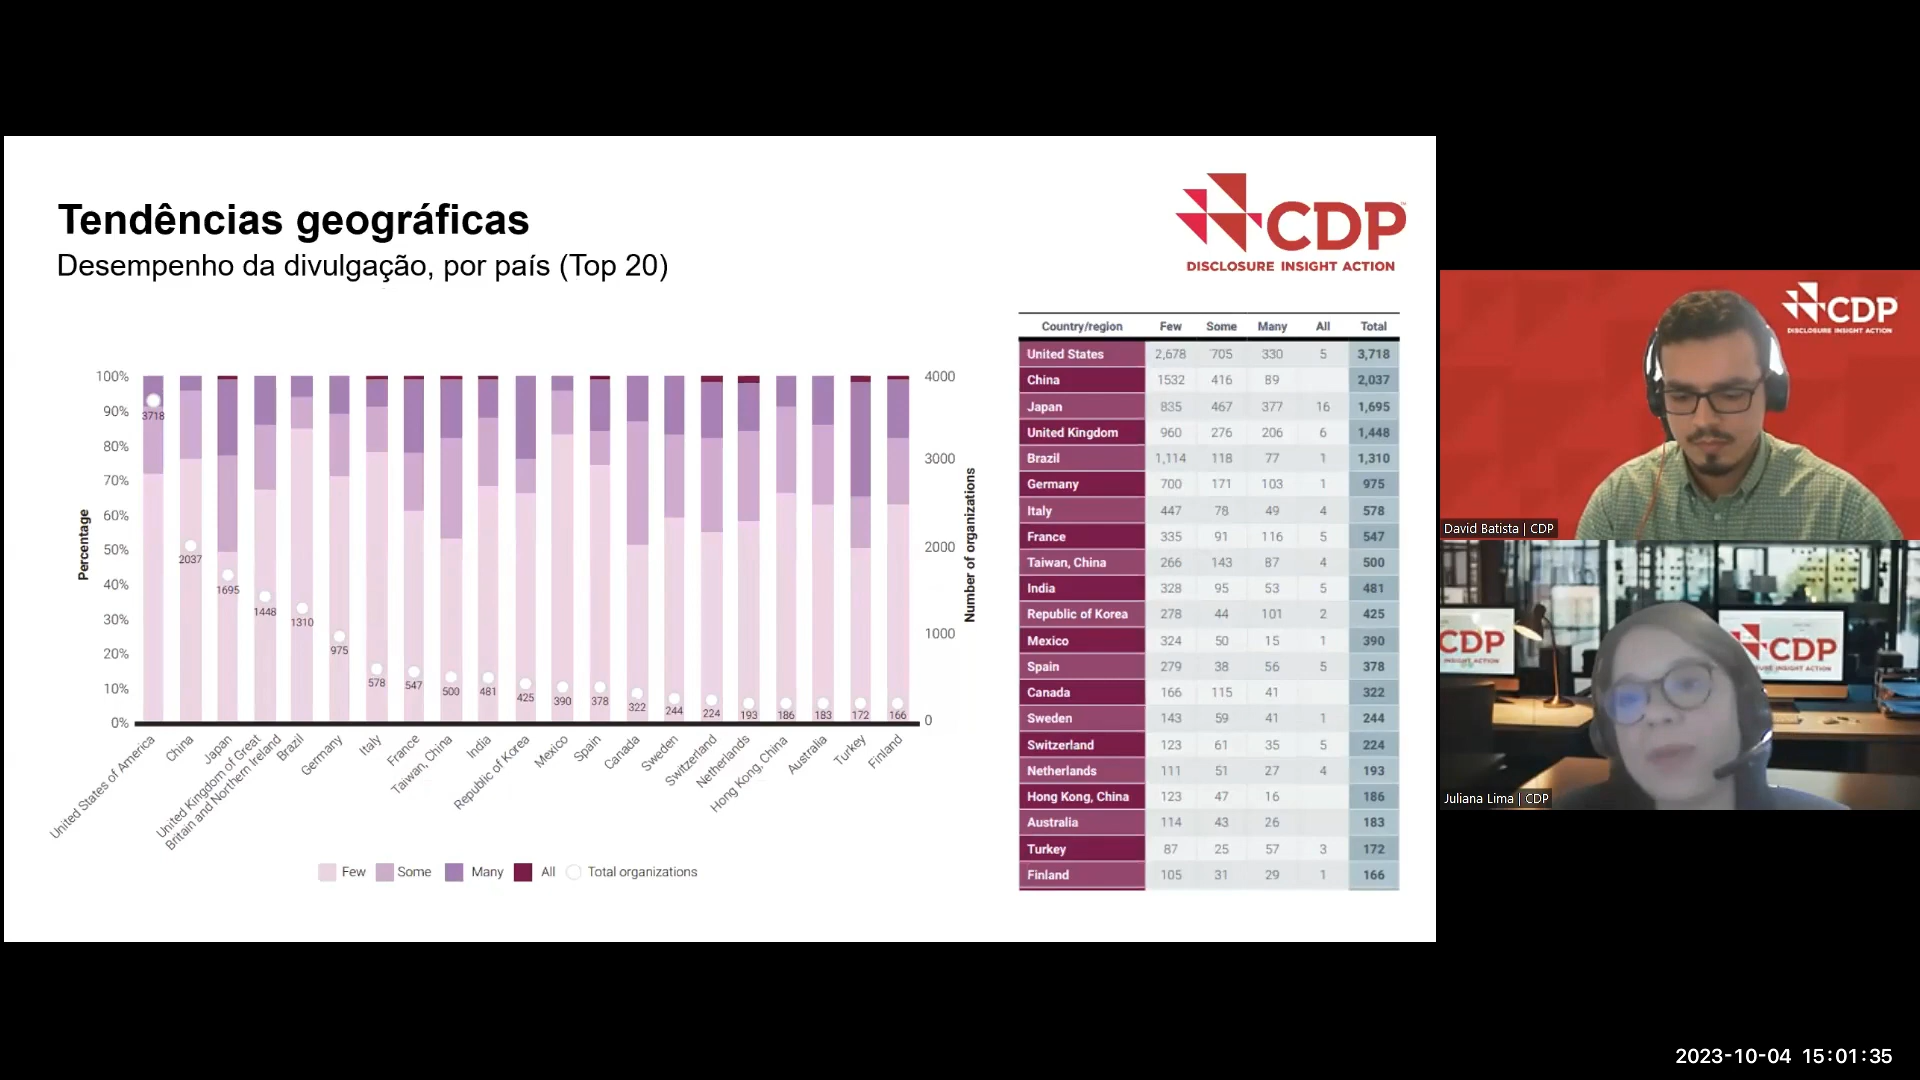 Tendências geográficas
Desempenho da divulgação, por país (Top 20)
CDP
DISCLOSURE INSIGHT ACTION
Percentage
100%
90%
80%
70%
60%
50%
40%
30%
20%
10%
0%
3718
2037
1695
1448
1310
975
578
547
500
481
425
390
378
322
244
224
193
186
183
172
166
4000
3000
2000
1000
0
Number of organizations
United States of America
China
Japan
United Kingdom of Great
Britain and Northern Ireland
Brazil
Germany
Italy
France
Taiwan, China
India
Republic of Korea
Mexico
Spain
Canada
Sweden
Switzerland
Netherlands
Hong Kong, China
Australia
Turkey
Finland
Few Some Many All Total organizations
Country/region Few Some Many All Total
United States 2,678 705 330 5 3,718
China 1532 416 89 2,037
Japan 835 467 377 16 1,695
United Kingdom 960 276 206 6 1,448
Brazil 1,114 118 77 1 1,310
Germany 700 171 103 1 975
Italy 447 78 49 4 578
France 335 91 116 5 547
Taiwan, China 266 143 87 4 500
India 328 95 53 5 481
Republic of Korea 278 44 101 2 425
Mexico 324 50 15 1 390
Spain 279 38 56 5 378
Canada 166 115 41 322
Sweden 143 59 41 1 244
Switzerland 123 61 35 5 224
Netherlands 111 51 27 4 193
Hong Kong, China 123 47 16 186
Australia 114 43 26 183
Turkey 87 25 57 3 172
Finland 105 31 29 1 166
CDP
DISCLOSURE INSIGHT ACTION
David Batista | CDP
CDP
INSIGHT ACTION
CDP
SURE INSIGHT ACTION
Juliana Lima | CDP
2023-10-04 15:01:35